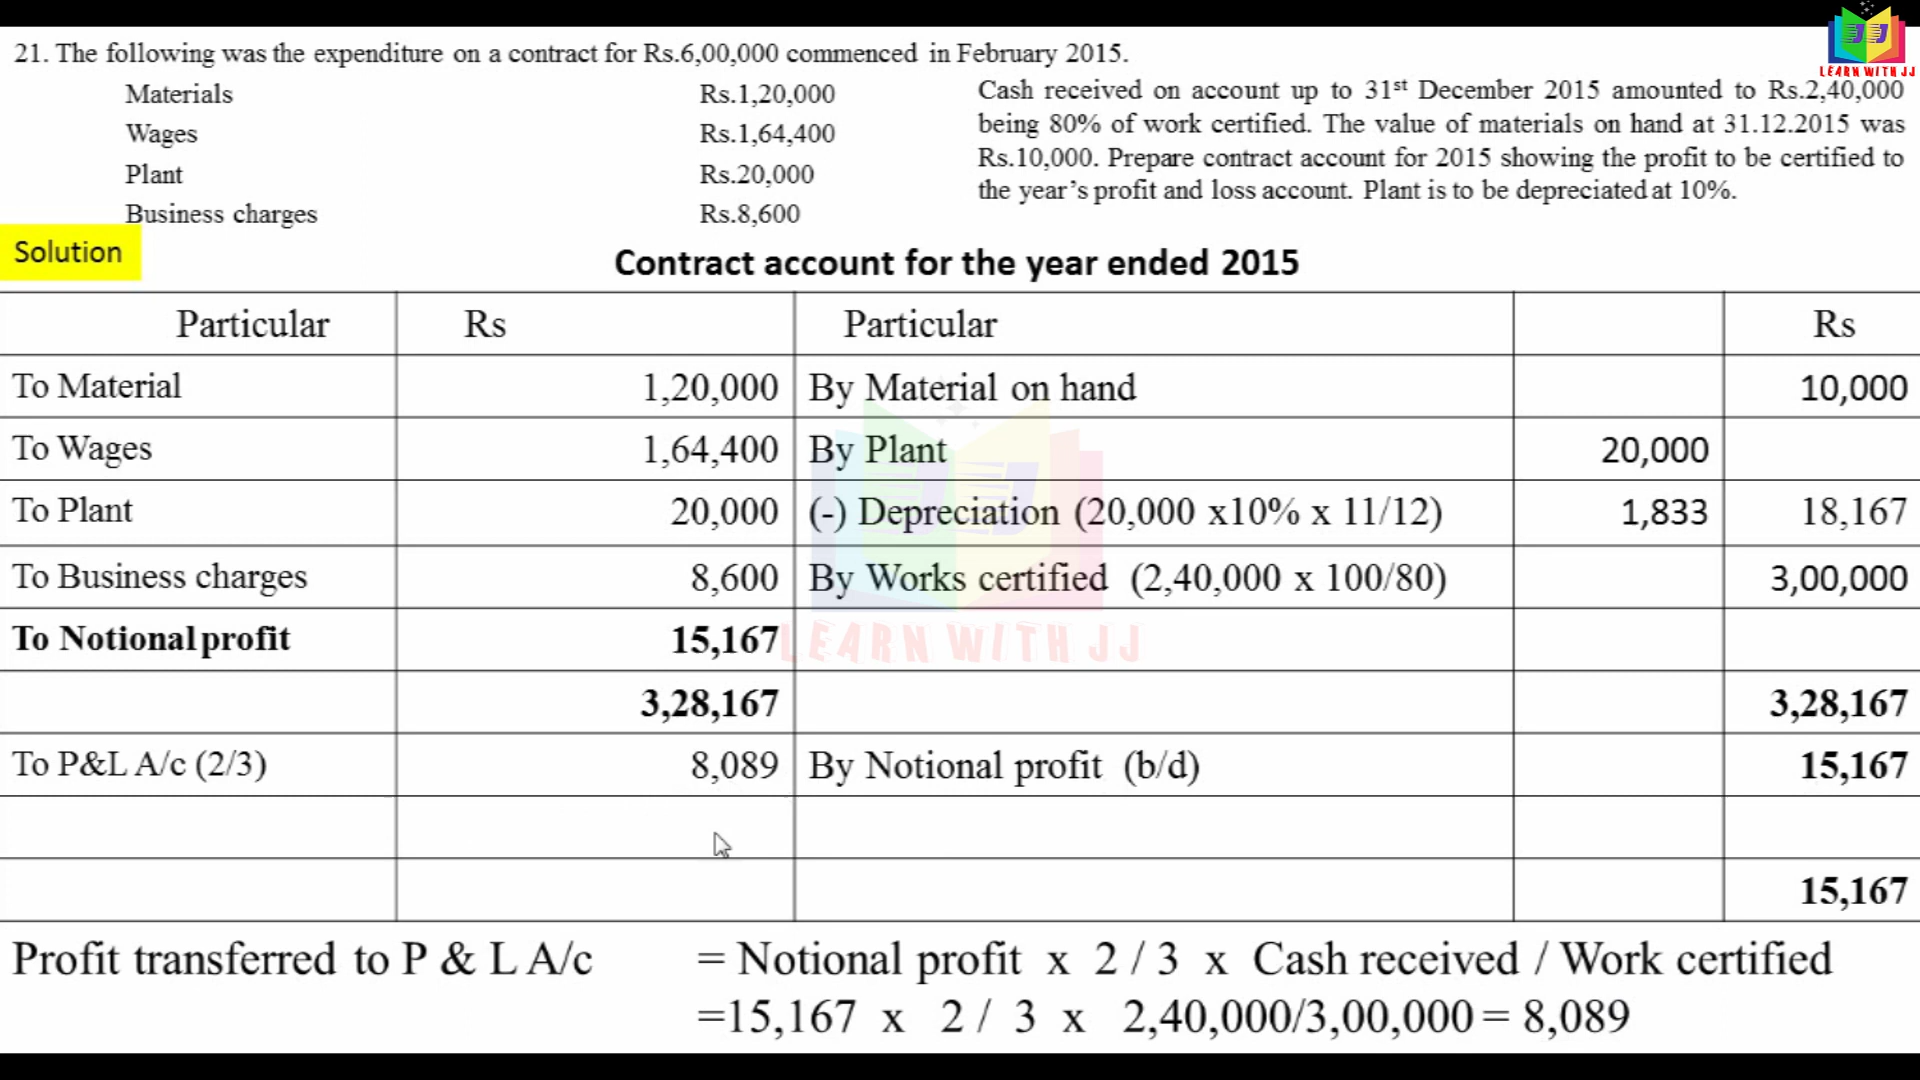 LEARN WITH JJ
21. The following was the expenditure on a contract for Rs.6,00,000 commenced in February 2015.
Materials Rs.1,20,000
Wages Rs.1,64,400
Plant Rs.20,000
Business charges Rs.8,600
Cash received on account up to 31st December 2015 amounted to Rs.2,40,000
being 80% of work certified. The value of materials on hand at 31.12.2015 was
Rs.10,000. Prepare contract account for 2015 showing the profit to be certified to
the year’s profit and loss account. Plant is to be depreciated at 10%.
Solution
Contract account for the year ended 2015
Particular Rs Particular Rs
To Material 1,20,000 By Material on hand 10,000
To Wages 1,64,400 By Plant 20,000
To Plant 20,000 (-) Depreciation (20,000 x10% x 11/12) 1,833 18,167
To Business charges 8,600 By Works certified (2,40,000 x 100/80) 3,00,000
To Notional profit 15,167
LEARN WITH JJ
3,28,167 3,28,167
To P&L A/c (2/3) 8,089 By Notional profit (b/d) 15,167
15,167
Profit transferred to P & L A/c = Notional profit x 2 / 3 x Cash received / Work certified
=15,167 x 2 / 3 x 2,40,000/3,00,000 = 8,089